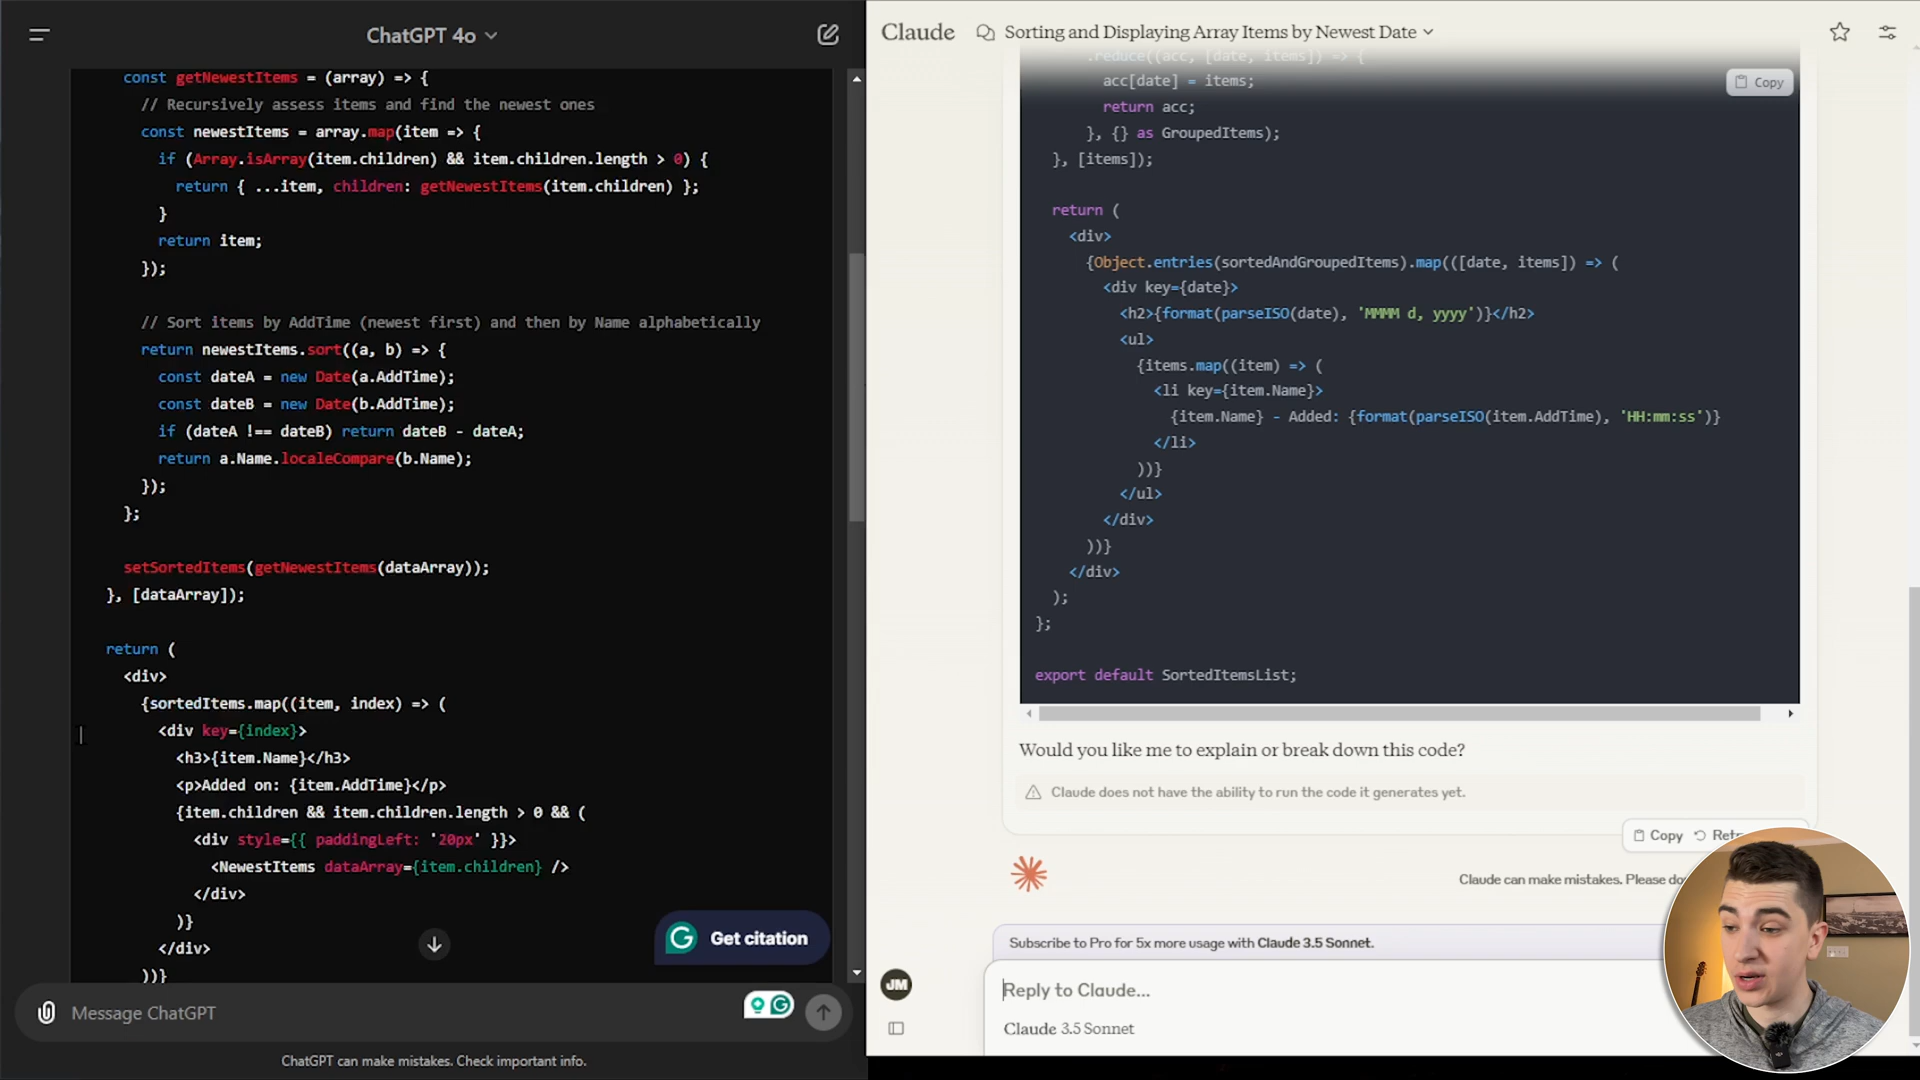 ChatGPT 4o
const getNewestItems = (array) => {
// Recursively assess items and find the newest ones
const newestItems = array.map(item => {
if (Array.isArray(item.children) && item.children.length > 0) {
return { ...item, children: getNewestItems(item.children) };
}
return item;
});
// Sort items by AddTime (newest first) and then by Name alphabetically
return newestItems.sort((a, b) => {
const dateA = new Date(a.AddTime);
const dateB = new Date(b.AddTime);
if (dateA !== dateB) return dateB - dateA;
return a.Name.localeCompare(b.Name);
});
};
setSortedItems(getNewestItems(dataArray));
}, [dataArray]);
return (
<div>
{sortedItems.map((item, index) => (
<div key={index}>
<h3>{item.Name}</h3>
<p>Added on: {item.AddTime}</p>
{item.children && item.children.length > 0 && (
<div style={{ paddingLeft: '20px' }}>
<NewestItems dataArray={item.children} />
</div>
)}
</div>
))}
Get citation
Message ChatGPT
ChatGPT can make mistakes. Check important info.
Claude
Sorting and Displaying Array Items by Newest Date
.reduce((acc, [date, items]) => {
acc[date] = items;
Copy
return acc;
}, {} as GroupedItems);
}, [items]);
return (
<div>
{Object.entries(sortedAndGroupedItems).map(([date, items]) => (
<div key={date}>
<h2>{format(parseISO(date), 'MMMM d, yyyy')}</h2>
<ul>
{items.map((item) => (
<li key={item.Name}>
{item.Name} - Added: {format(parseISO(item.AddTime), 'HH:mm:ss')}
</li>
))}
</ul>
</div>
))}
</div>
);
};
export default SortedItemsList;
Would you like me to explain or break down this code?
Claude does not have the ability to run the code it generates yet.
Copy
Claude can make mistakes. Please
Subscribe to Pro for 5x more usage with Claude 3.5 Sonnet.
JM
Reply to Claude...
Claude 3.5 Sonnet